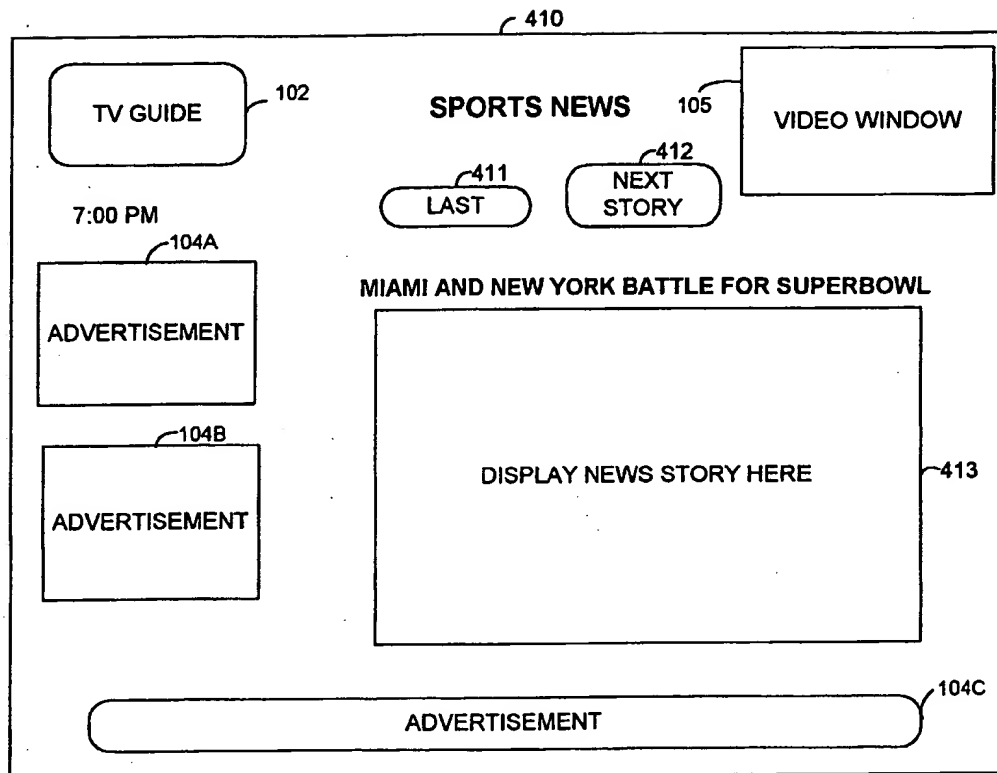 410
TV GUIDE
102
SPORTS NEWS
105
VIDEO WINDOW
411
LAST
412
NEXT
STORY
7:00 PM
104A
ADVERTISEMENT
MIAMI AND NEW YORK BATTLE FOR SUPERBOWL
104B
ADVERTISEMENT
DISPLAY NEWS STORY HERE
413
104C
ADVERTISEMENT